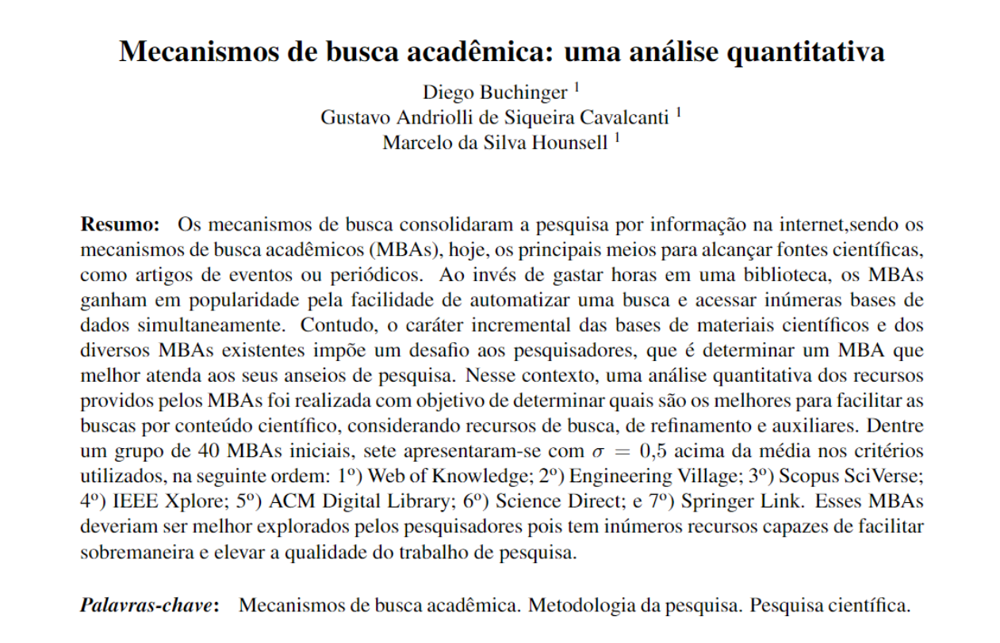 Mecanismos de busca acadêmica: uma análise quantitativa
Diego Buchinger 1
Gustavo Andriolli de Siqueira Cavalcanti 1
Marcelo da Silva Hounsell 1
Resumo: Os mecanismos de busca consolidaram a pesquisa por informação na internet,sendo os
mecanismos de busca acadêmicos (MBAs), hoje, os principais meios para alcançar fontes científicas,
como artigos de eventos ou periódicos. Ao invés de gastar horas em uma biblioteca, os MBAs
ganham em popularidade pela facilidade de automatizar uma busca e acessar inúmeras bases de
dados simultaneamente. Contudo, o caráter incremental das bases de materiais científicos e dos
diversos MBAs existentes impõe um desafio aos pesquisadores, que é determinar um MBA que
melhor atenda aos seus anseios de pesquisa. Nesse contexto, uma análise quantitativa dos recursos
providos pelos MBAs foi realizada com objetivo de determinar quais são os melhores para facilitar as
buscas por conteúdo científico, considerando recursos de busca, de refinamento e auxiliares. Dentre
um grupo de 40 MBAs iniciais, sete apresentaram-se com σ = 0,5 acima da média nos critérios
utilizados, na seguinte ordem: 1º) Web of Knowledge; 2º) Engineering Village; 3º) Scopus SciVerse;
4º) IEEE Xplore; 5º) ACM Digital Library; 6º) Science Direct; e 7º) Springer Link. Esses MBAs
deveriam ser melhor explorados pelos pesquisadores pois tem inúmeros recursos capazes de facilitar
sobremaneira e elevar a qualidade do trabalho de pesquisa.
Palavras-chave: Mecanismos de busca acadêmica. Metodologia da pesquisa. Pesquisa científica.